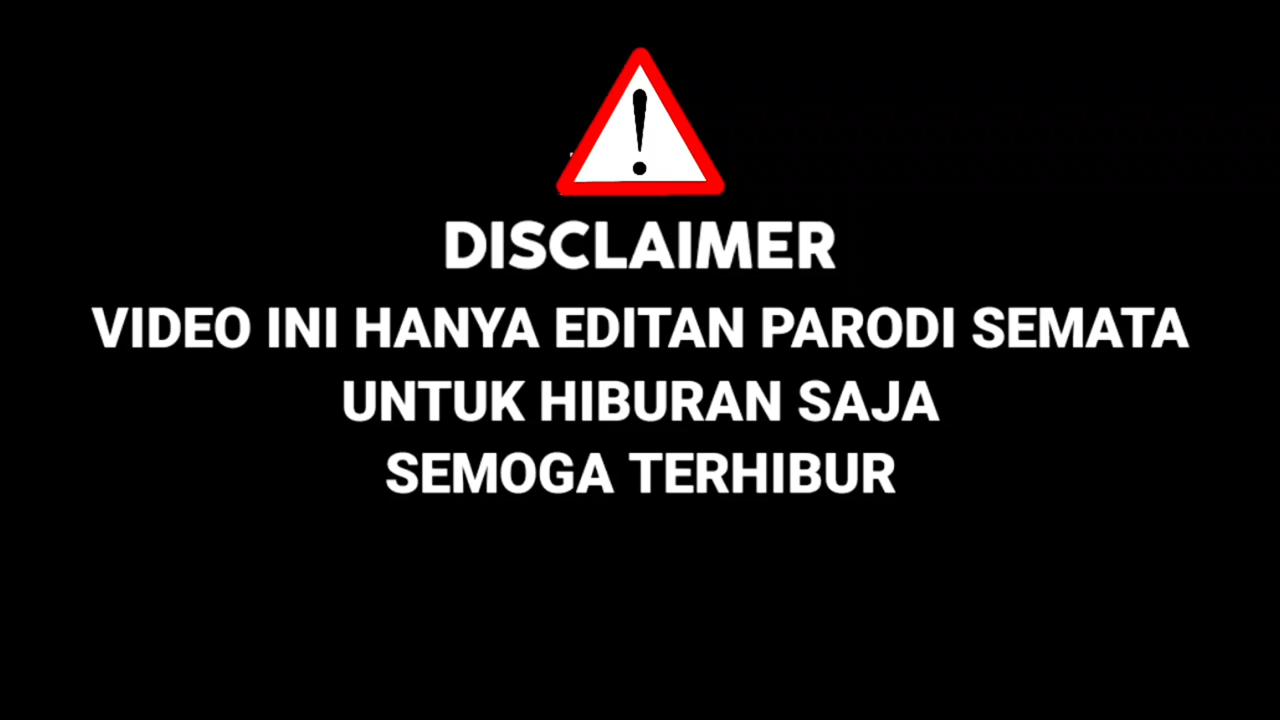 DISCLAIMER
VIDEO INI HANYA EDITAN PARODI SEMATA
UNTUK HIBURAN SAJA
SEMOGA TERHIBUR